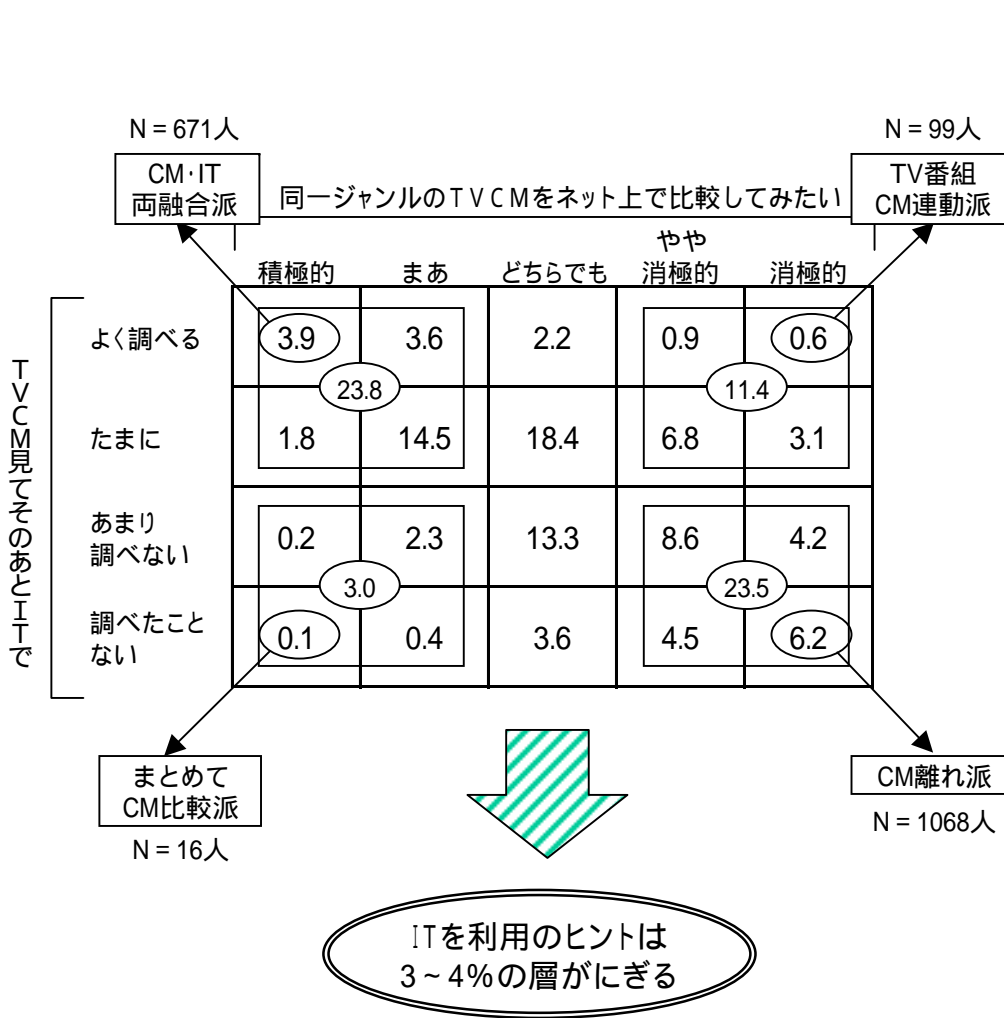 N = 671人
N = 99人
CM・IT
両融合派
同一ジャンルのTVCMをネット上で比較してみたい
TV番組
CM連動派
積極的
まあ
どちらでも
やや
消極的
消極的
TVCM見てそのあとITで
よく調べる
3.9
3.6
2.2
0.9
0.6
23.8
11.4
たまに
1.8
14.5
18.4
6.8
3.1
あまり
調べない
0.2
2.3
13.3
8.6
4.2
3.0
23.5
調べたこと
ない
0.1
0.4
3.6
4.5
6.2
まとめて
CM比較派
N = 16人
CM離れ派
N = 1068人
ITを利用のヒントは
3~4%の層がにぎる